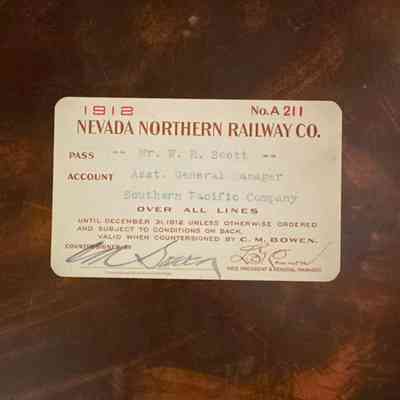 1912 No. A 211
NEVADA NORTHERN RAILWAY CO.
PASS -- Mr. W. R. Scott --
ACCOUNT Asst. General Manager
Southern Pacific Company
OVER ALL LINES
UNTIL DECEMBER 31, 1912 UNLESS OTHERWISE ORDERED
AND SUBJECT TO CONDITIONS ON BACK.
VALID WHEN COUNTERSIGNED BY C. M. BOWEN.
COUNTERSIGNED BY
C M Bowen
VICE PRESIDENT & GENERAL MANAGER